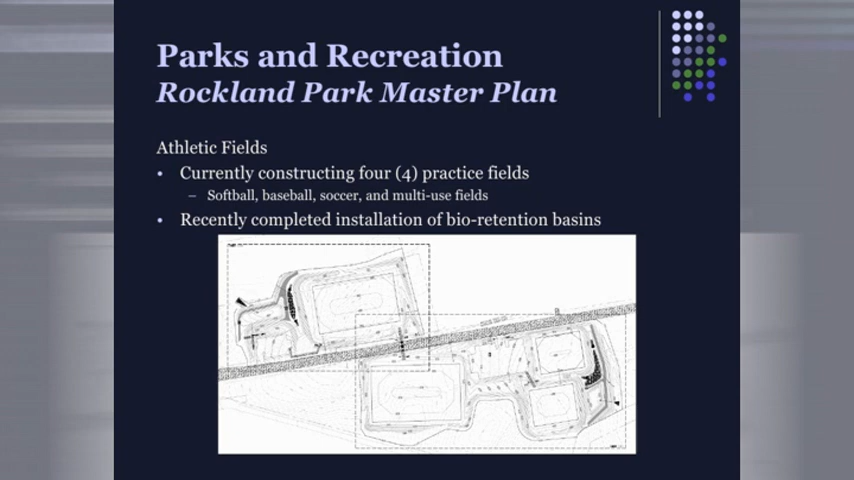 Parks and Recreation
Rockland Park Master Plan
Athletic Fields
• Currently constructing four (4) practice fields
– Softball, baseball, soccer, and multi-use fields
• Recently completed installation of bio-retention basins